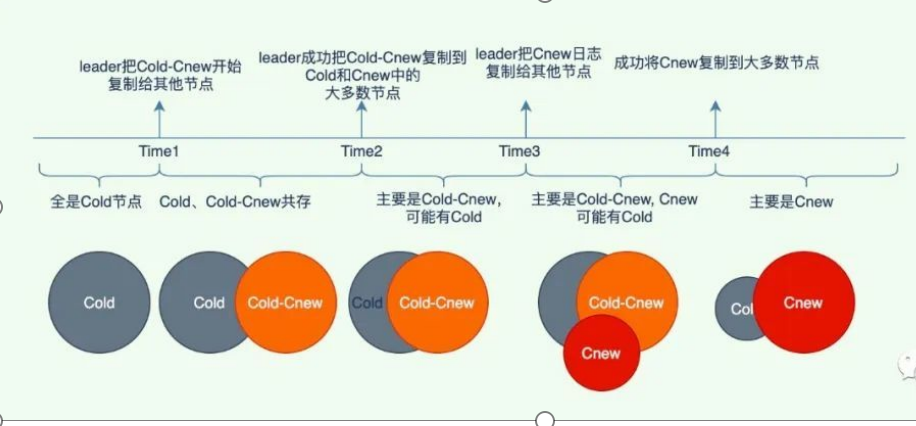 leader把Cold-Cnew开始
复制给其他节点
leader成功把Cold-Cnew复制到
Cold和Cnew中的
大多数节点
leader把Cnew日志
复制给其他节点
成功将Cnew复制到大多数节点
Time1
Time2
Time3
Time4
全是Cold节点
Cold、Cold-Cnew共存
主要是Cold-Cnew,
可能有Cold
主要是Cold-Cnew, Cnew
可能有Cold
主要是Cnew
Cold
Cold
Cold-Cnew
Cold
Cold-Cnew
Cold-Cnew
Cnew
Col
Cnew